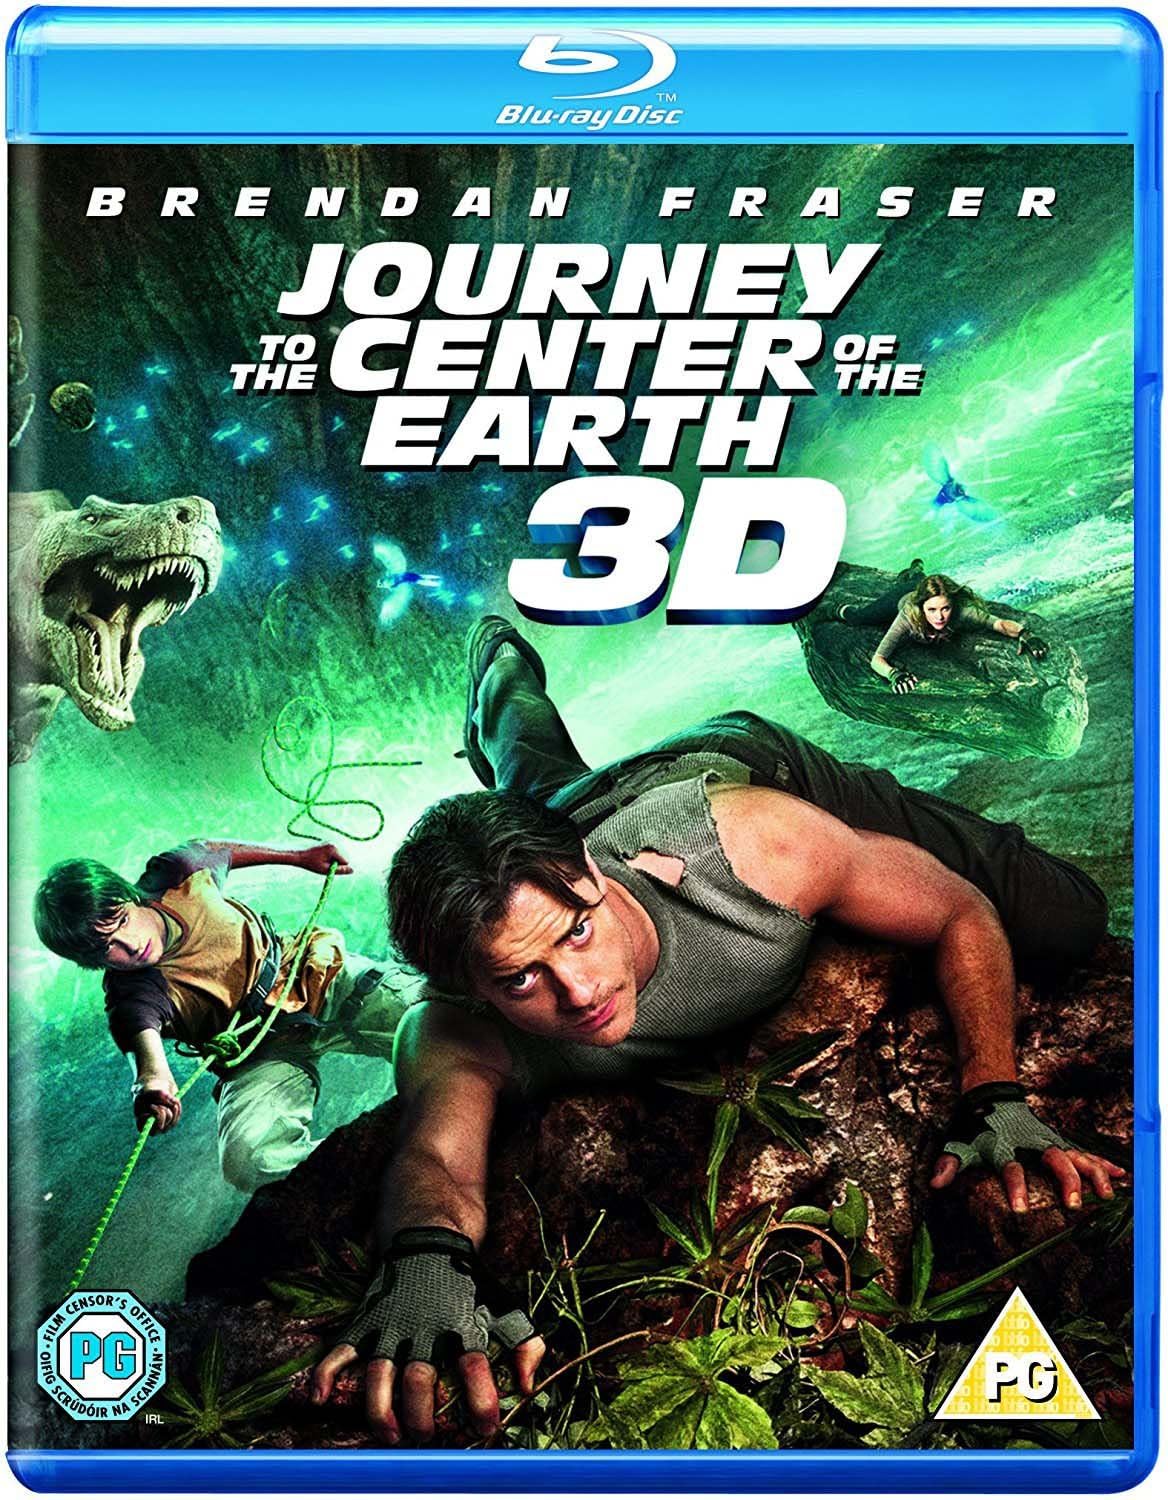 Blu-ray Disc™
BRENDAN FRASER
JOURNEY
TO THE CENTER OF THE
EARTH
3D
· FILM CENSOR'S OFFICE ·
PG
OIFIG SCRÚDÓIR NA SCANNÁN
IRL
PG